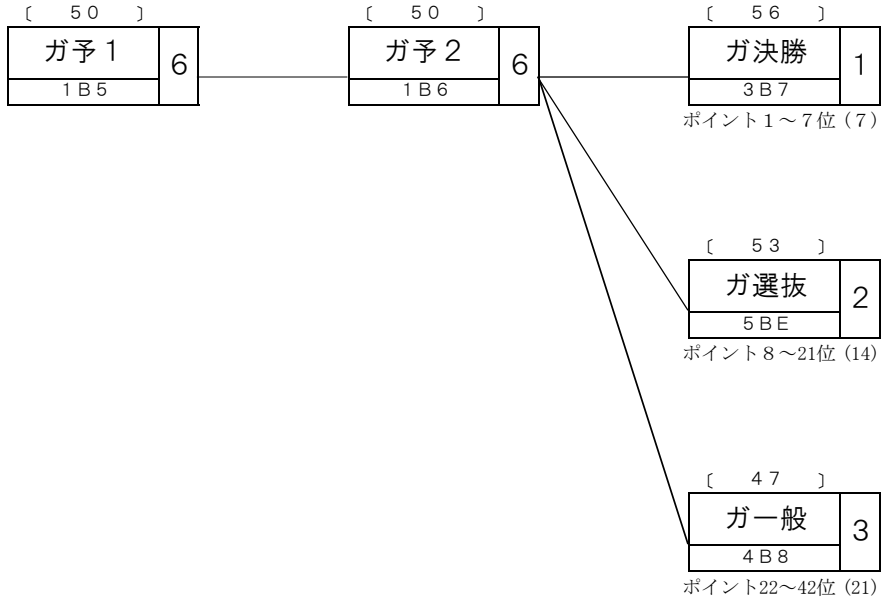 〔 ５０ 〕 〔 ５０ 〕 〔 ５６ 〕
ガ予１ 6 ガ予２ 6 ガ決勝 1
１Ｂ５ １Ｂ６ ３Ｂ７
ポイント１～７位（7）
〔 ５３ 〕
ガ選抜 2
５ＢＥ
ポイント８～21位（14）
〔 ４７ 〕
ガ一般 3
４Ｂ８
ポイント22～42位（21）